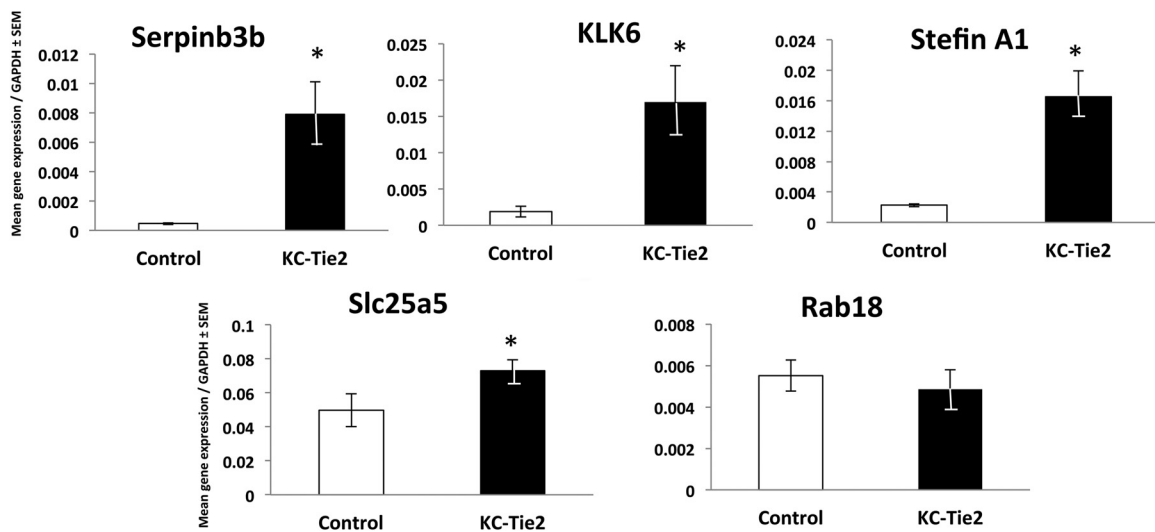 Serpinb3b
Mean gene expression / GAPDH ± SEM
0.012
0.01
0.008
0.006
0.004
0.002
0
*
Control
KC-Tie2
KLK6
0.025
0.02
0.015
0.01
0.005
0
*
Control
KC-Tie2
Stefin A1
0.024
0.02
0.016
0.012
0.008
0.004
0
*
Control
KC-Tie2
Slc25a5
Mean gene expression / GAPDH ± SEM
0.1
0.08
0.06
0.04
0.02
0
*
Control
KC-Tie2
Rab18
0.008
0.006
0.004
0.002
0
Control
KC-Tie2